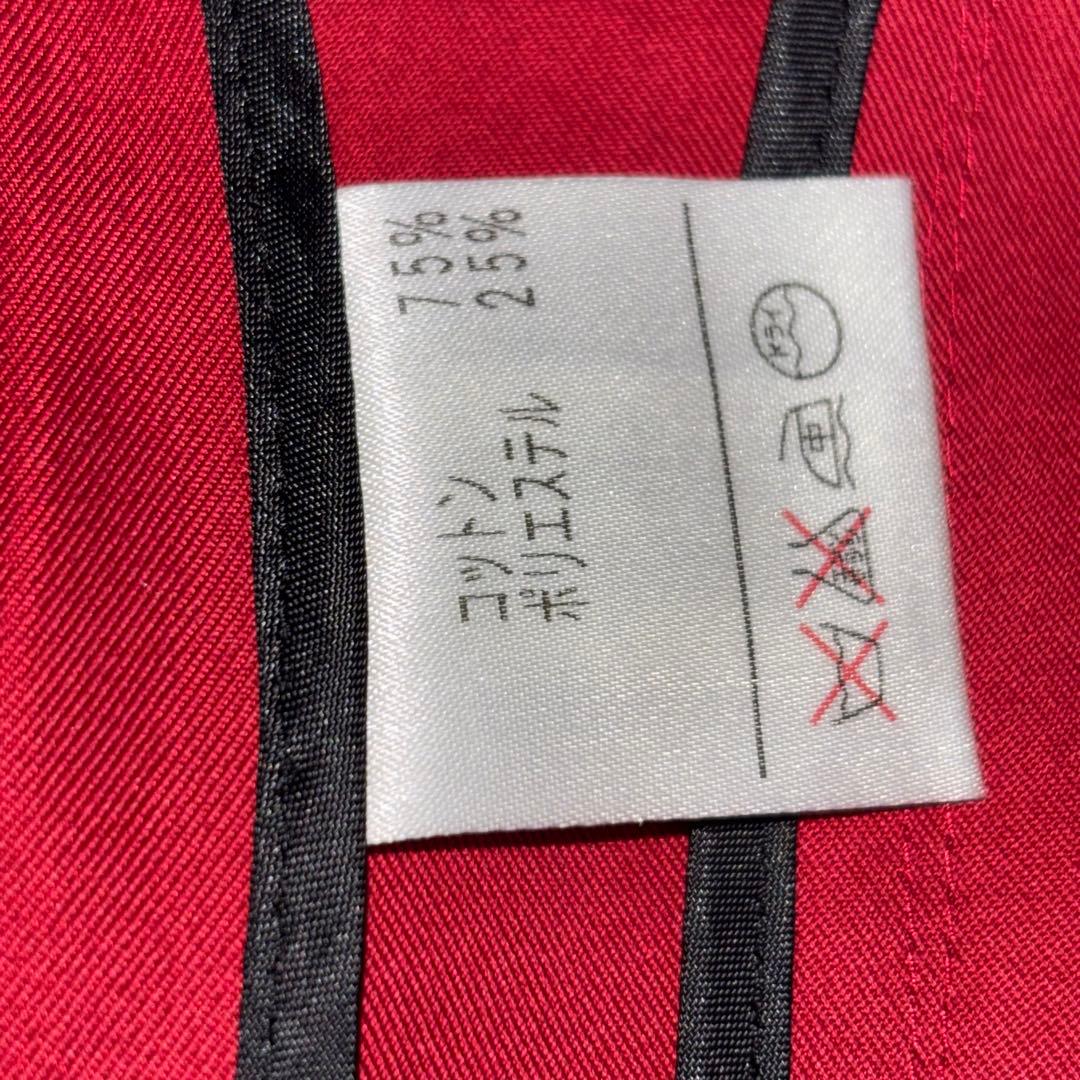 コットン 75%
ポリエステル 25%
中
ドライ